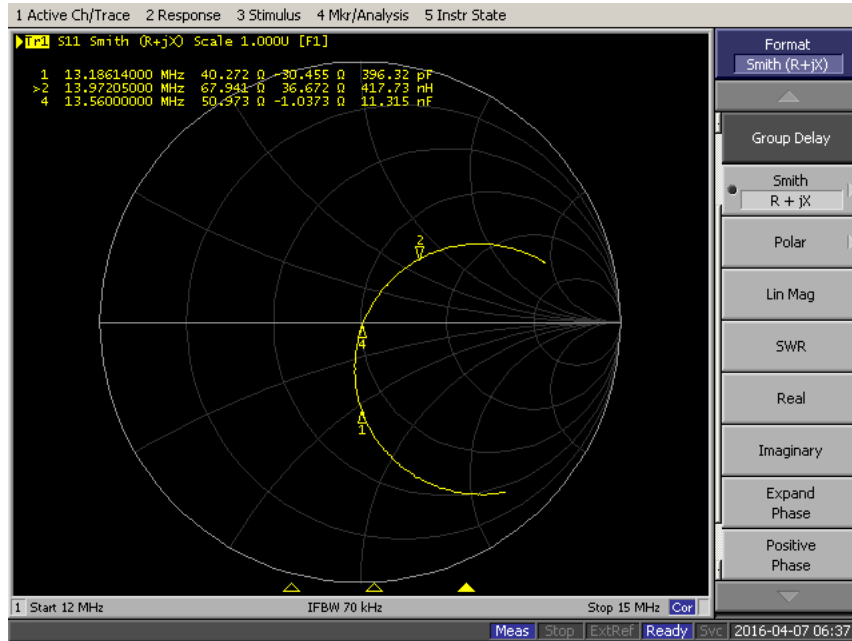 1 Active Ch/Trace 2 Response 3 Stimulus 4 Mkr/Analysis 5 Instr State
Tr1 S11 Smith (R+jX) Scale 1.000U [F1]
1 13.18614000 MHz 40.272 Ω -30.455 Ω 396.32 pF
>2 13.97205000 MHz 67.941 Ω 36.672 Ω 417.73 nH
4 13.56000000 MHz 50.973 Ω -1.0373 Ω 11.315 nF
2
4
1
1 Start 12 MHz IFBW 70 kHz Stop 15 MHz Cor
Format
Smith (R+jX)
Group Delay
Smith
R + jX
Polar
Lin Mag
SWR
Real
Imaginary
Expand
Phase
Positive
Phase
Meas Stop ExtRef Ready Svc 2016-04-07 06:37